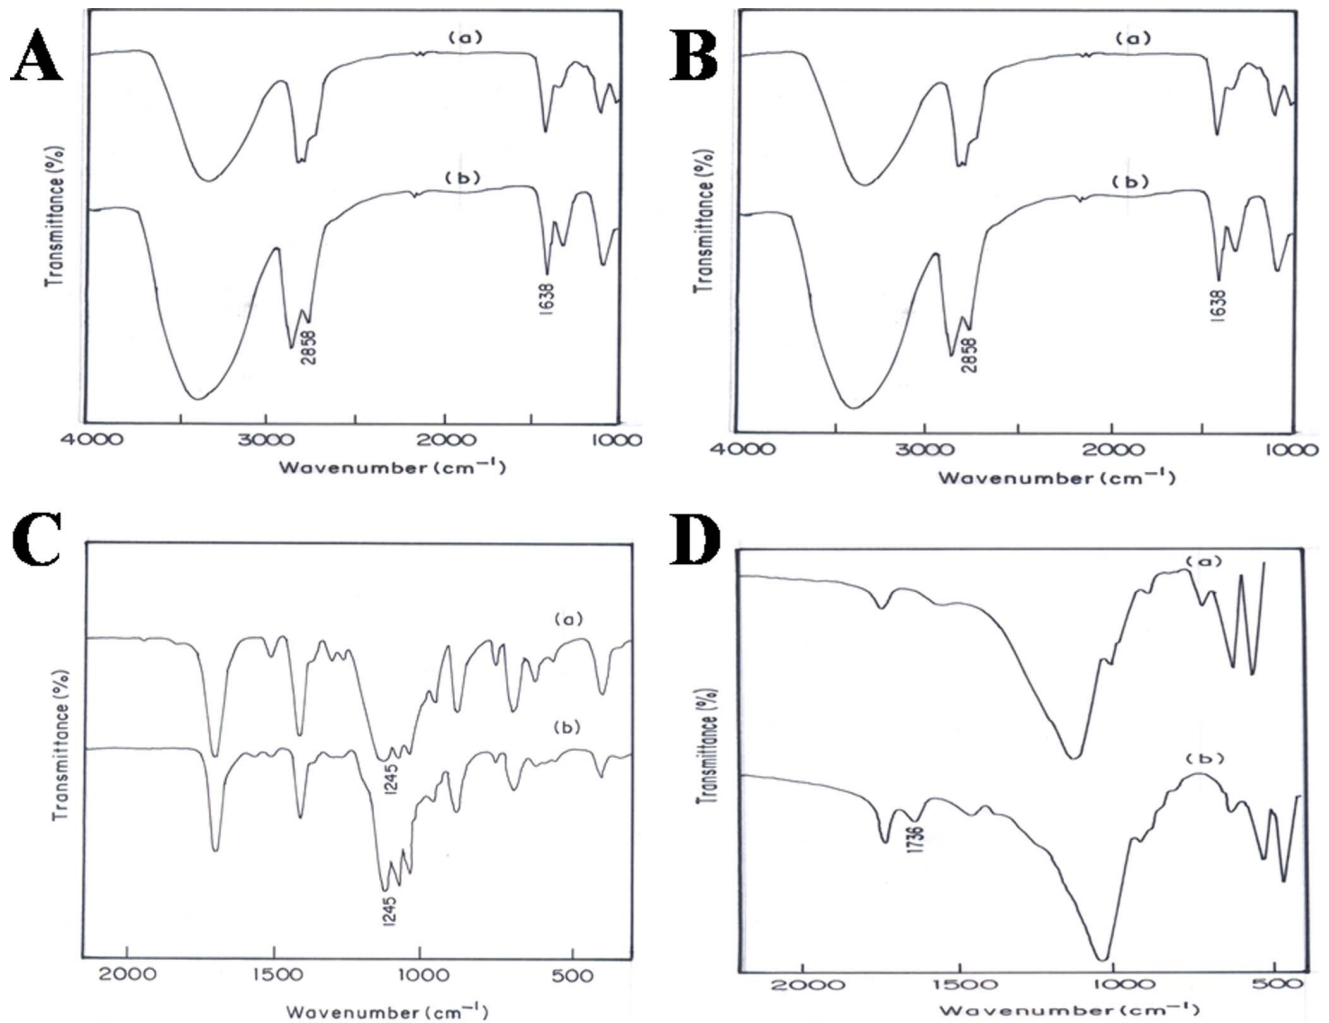 A
(a)
(b)
1638
2858
Transmittance (%)
4000 3000 2000 1000
Wavenumber (cm⁻¹)
B
(a)
(b)
1638
2858
Transmittance (%)
4000 3000 2000 1000
Wavenumber (cm⁻¹)
C
(a)
1245
(b)
1245
Transmittance (%)
2000 1500 1000 500
Wavenumber (cm⁻¹)
D
(a)
(b)
1736
Transmittance (%)
2000 1500 1000 500
Wavenumber (cm⁻¹)